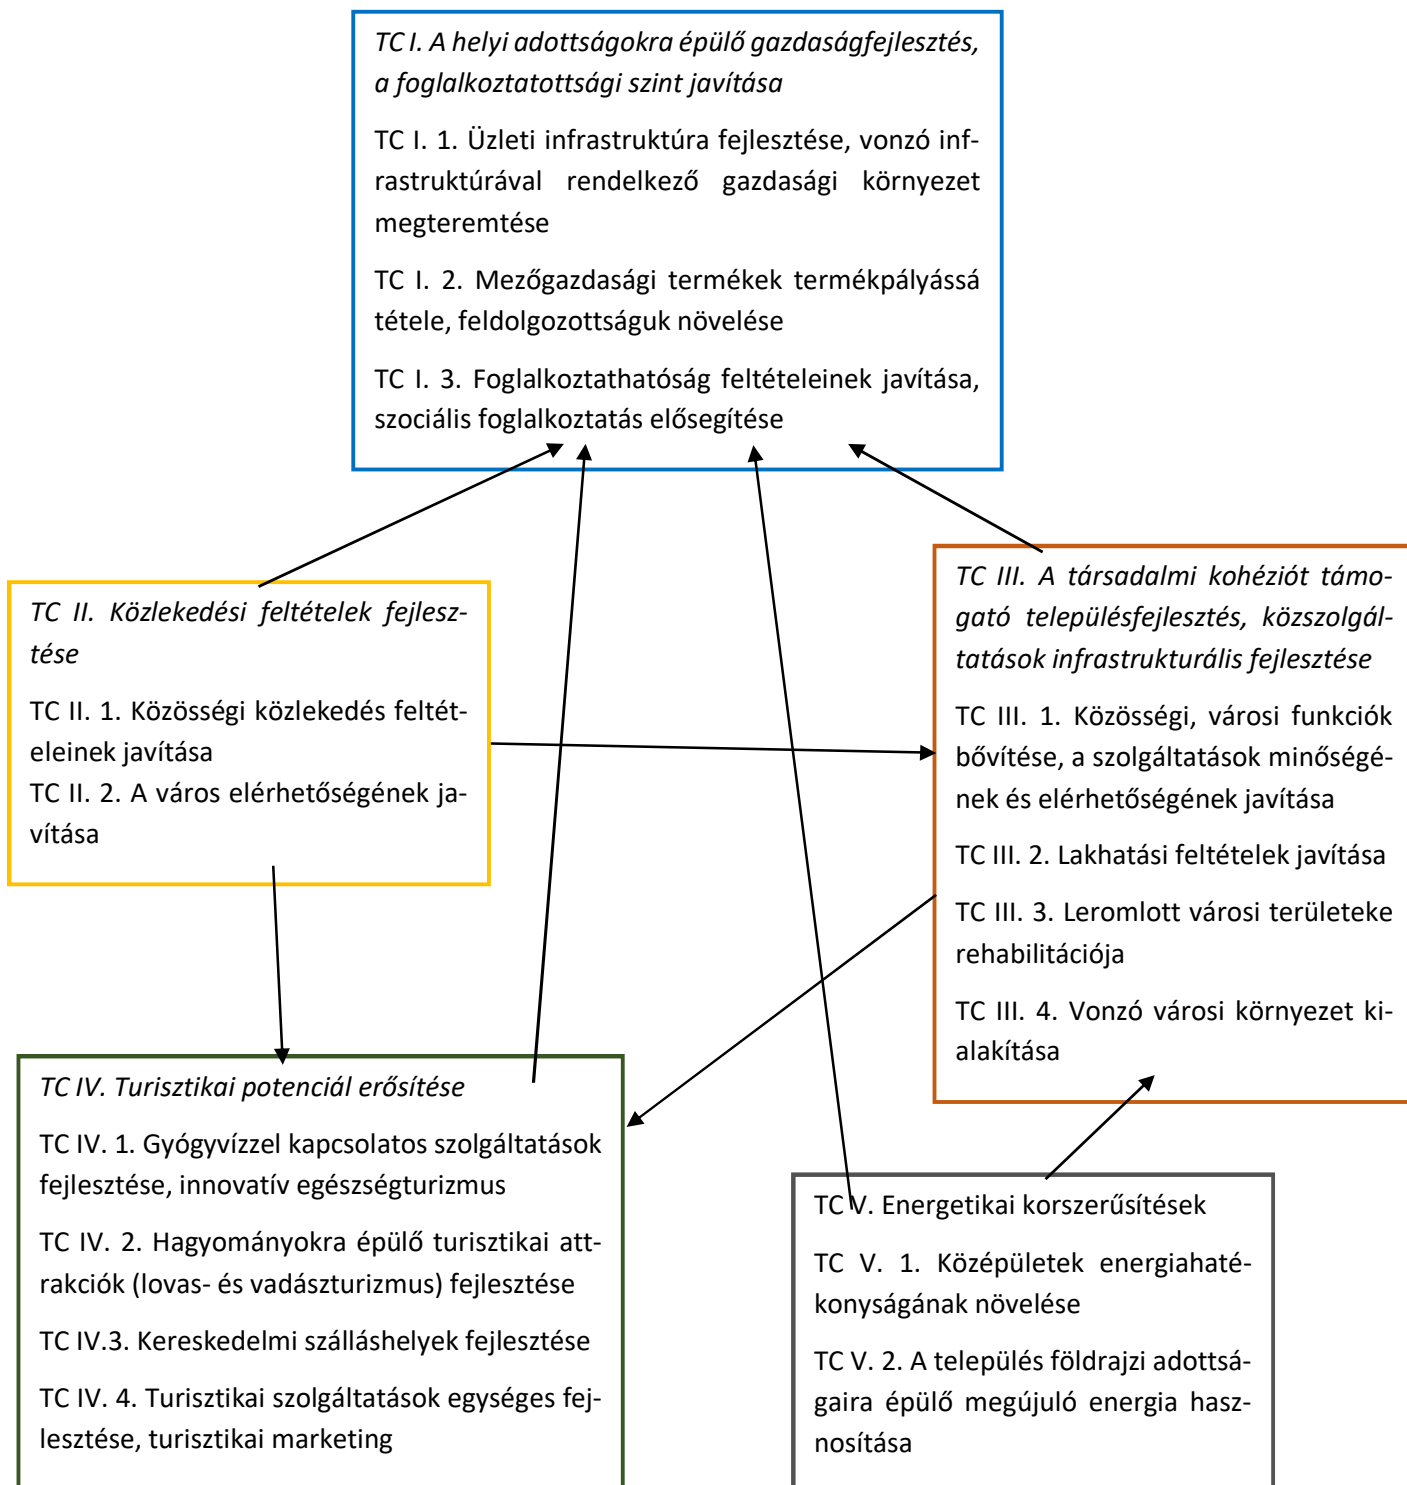 TC I. A helyi adottságokra épülő gazdaságfejlesztés,
a foglalkoztatottsági szint javítása
TC I. 1. Üzleti infrastruktúra fejlesztése, vonzó inf-
rastruktúrával rendelkező gazdasági környezet
megteremtése
TC I. 2. Mezőgazdasági termékek termékpályássá
tétele, feldolgozottságuk növelése
TC I. 3. Foglalkoztathatóság feltételeinek javítása,
szociális foglalkoztatás elősegítése
TC II. Közlekedési feltételek fejlesz-
tése
TC II. 1. Közösségi közlekedés feltét-
eleinek javítása
TC II. 2. A város elérhetőségének ja-
vítása
TC III. A társadalmi kohéziót támo-
gató településfejlesztés, közszolgál-
tatások infrastrukturális fejlesztése
TC III. 1. Közösségi, városi funkciók
bővítése, a szolgáltatások minőségé-
nek és elérhetőségének javítása
TC III. 2. Lakhatási feltételek javítása
TC III. 3. Leromlott városi területeke
rehabilitációja
TC III. 4. Vonzó városi környezet ki-
alakítása
TC IV. Turisztikai potenciál erősítése
TC IV. 1. Gyógyvízzel kapcsolatos szolgáltatások
fejlesztése, innovatív egészségturizmus
TC IV. 2. Hagyományokra épülő turisztikai att-
rakciók (lovas- és vadászturizmus) fejlesztése
TC IV.3. Kereskedelmi szálláshelyek fejlesztése
TC IV. 4. Turisztikai szolgáltatások egységes fej-
lesztése, turisztikai marketing
TC V. Energetikai korszerűsítések
TC V. 1. Középületek energiahaté-
konyságának növelése
TC V. 2. A település földrajzi adottsá-
gaira épülő megújuló energia hasz-
nosítása